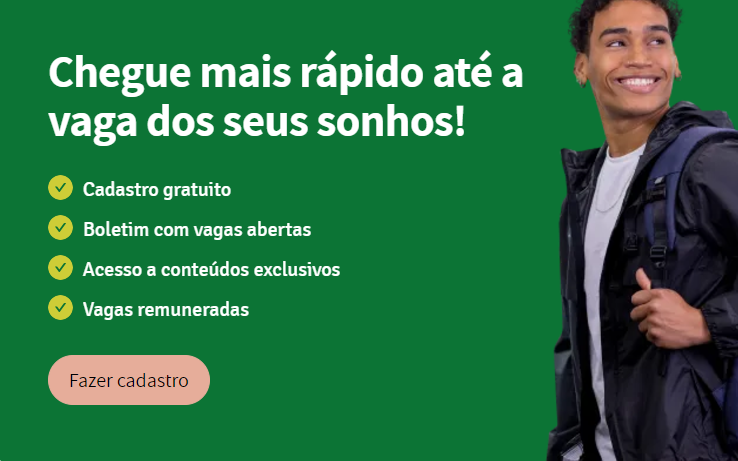 Chegue mais rápido até a
vaga dos seus sonhos!
Cadastro gratuito
Boletim com vagas abertas
Acesso a conteúdos exclusivos
Vagas remuneradas
Fazer cadastro